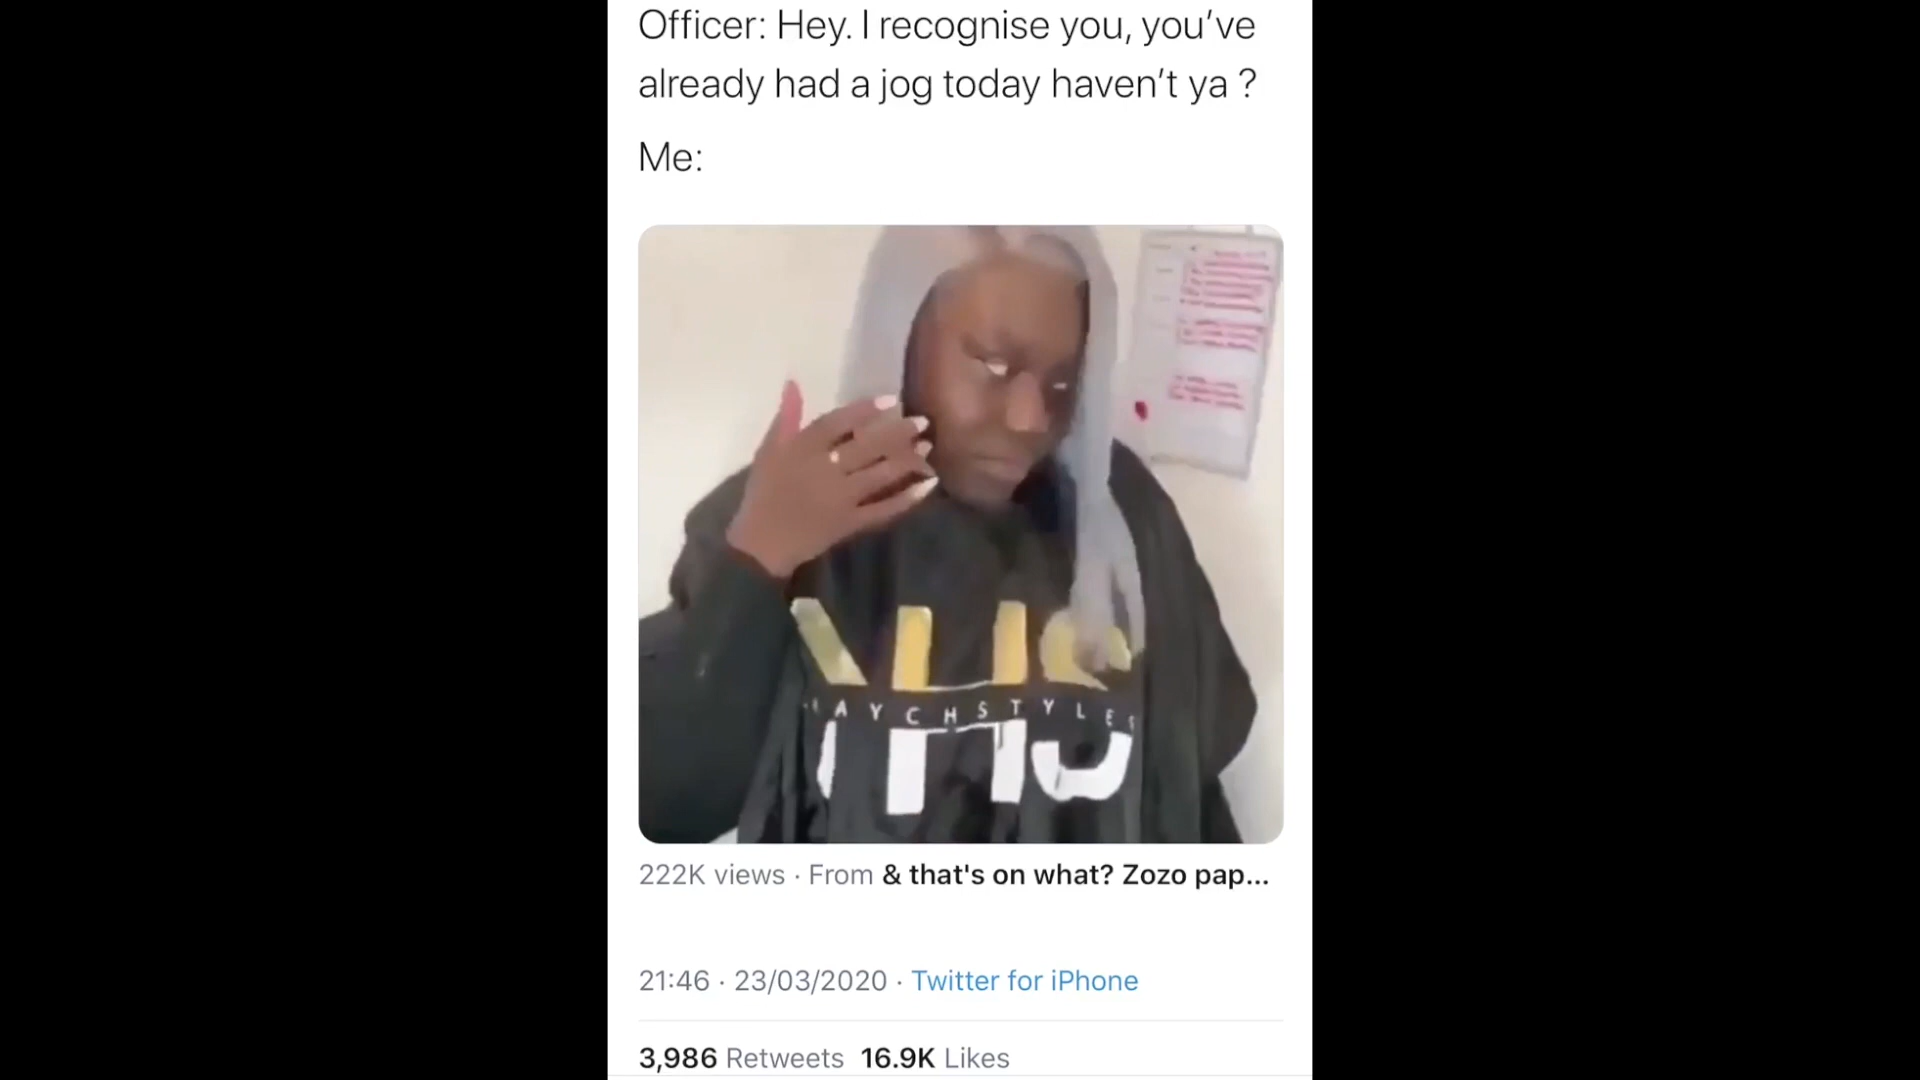 Officer: Hey. I recognise you, you’ve
already had a jog today haven’t ya ?
Me:
AYCHSTYLES
222K views · From & that's on what? Zozo pap...
21:46 · 23/03/2020 · Twitter for iPhone
3,986 Retweets 16.9K Likes